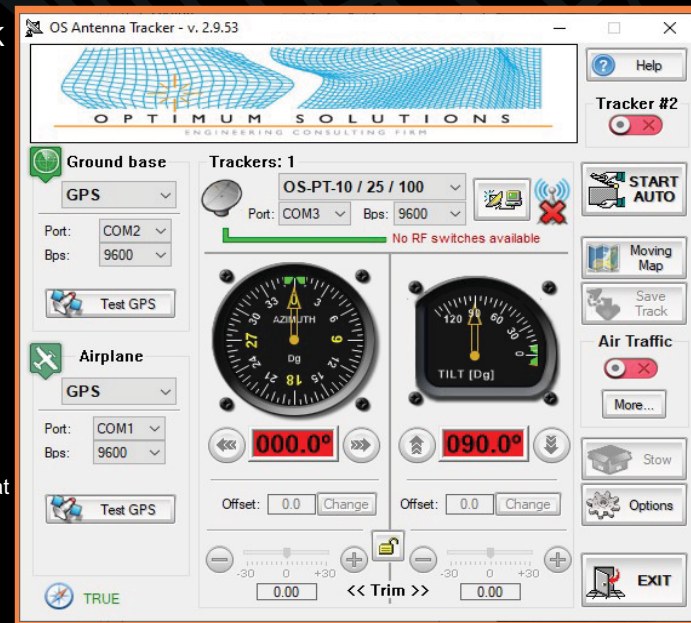 k
OS Antenna Tracker - v. 2.9.53
OPTIMUM SOLUTIONS
ENGINEERING CONSULTING FIRM
Help
Tracker #2
Ground base
GPS
Port: COM2
Bps: 9600
Test GPS
Airplane
GPS
Port: COM1
Bps: 9600
at
Test GPS
TRUE
Trackers: 1
OS-PT-10 / 25 / 100
Port: COM3 Bps: 9600
No RF switches available
33 0 3
30 6
AZIMUTH
27 9
Dg
24 12
21 18 15
120 90 60
30
0
TILT [Dg]
000.0°
090.0°
Offset: 0.0 Change
Offset: 0.0 Change
-30 0 +30
-30 0 +30
0.00 << Trim >> 0.00
START AUTO
Moving
Map
Save
Track
Air Traffic
More...
Stow
Options
EXIT